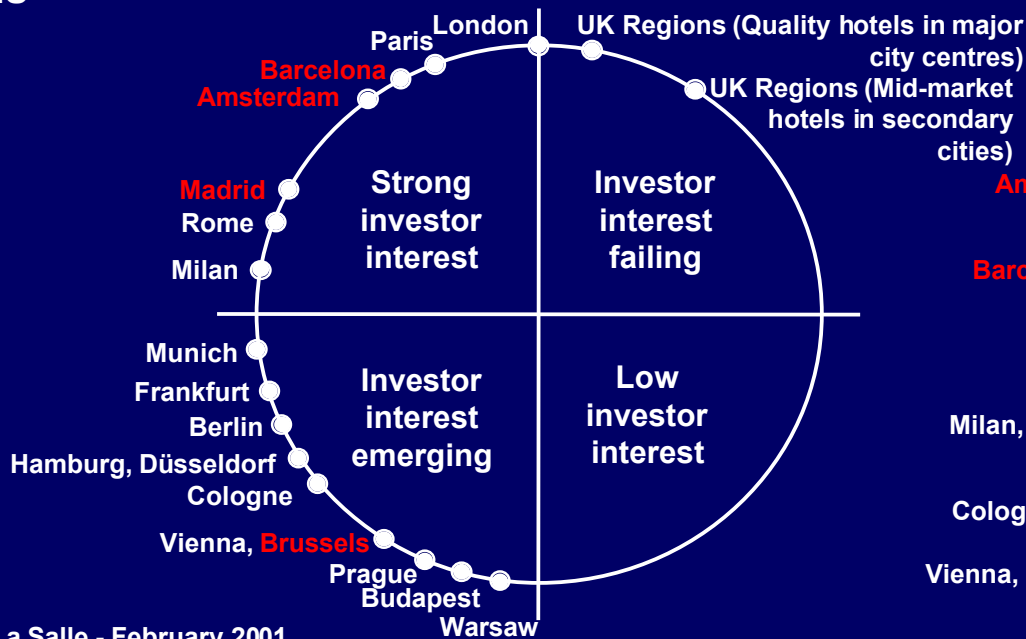 London
UK Regions (Quality hotels in major
city centres)
Paris
Barcelona
Amsterdam
UK Regions (Mid-market
hotels in secondary
cities)
Madrid
Rome
Milan
Strong
investor
interest
Investor
interest
failing
Munich
Frankfurt
Berlin
Hamburg, Düsseldorf
Cologne
Vienna, Brussels
Prague
Budapest
Warsaw
Investor
interest
emerging
Low
investor
interest
Milan,
Vienna,
a Salle - February 2001